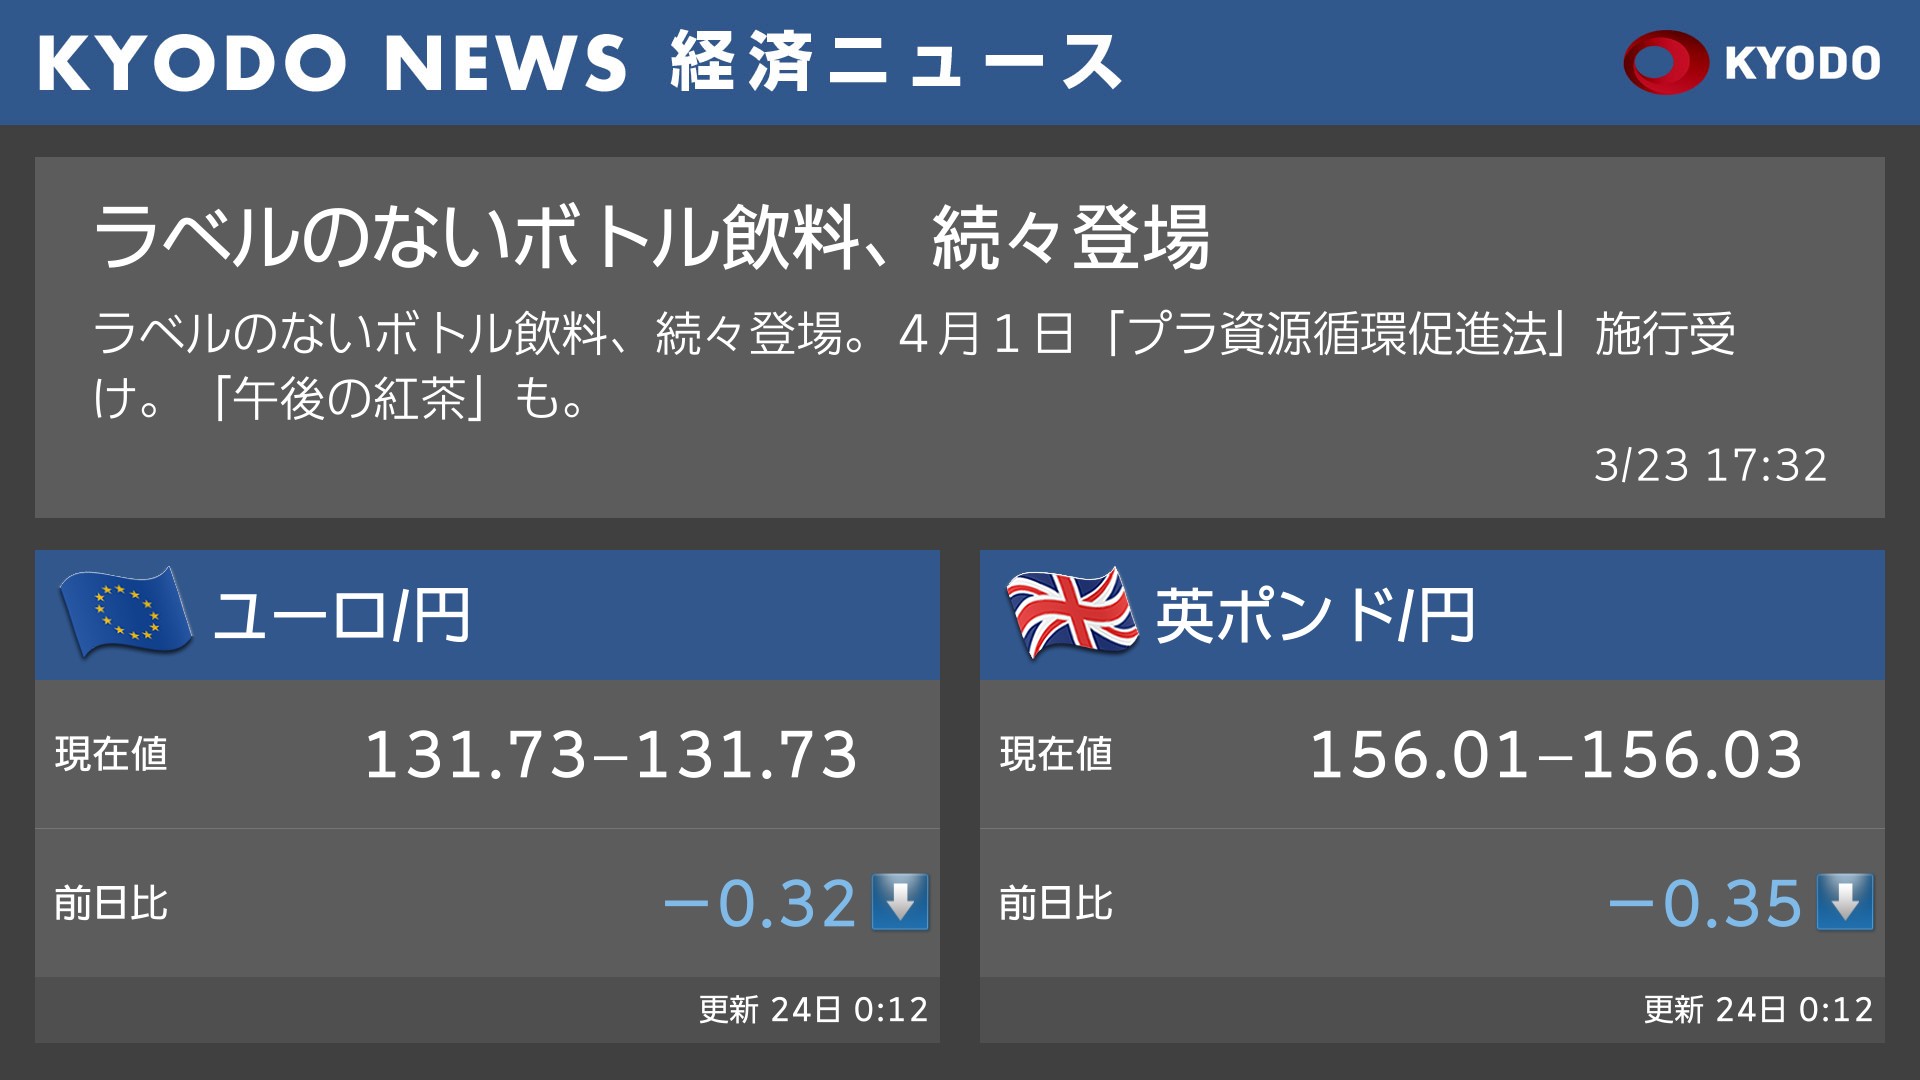 KYODO NEWS 経済ニュース
KYODO
ラベルのないボトル飲料、続々登場
ラベルのないボトル飲料、続々登場。４月１日「プラ資源循環促進法」施行受
け。「午後の紅茶」も。
3/23 17:32
ユーロ/円
現在値 131.73−131.73
前日比 −0.32
更新 24日 0:12
英ポンド/円
現在値 156.01−156.03
前日比 −0.35
更新 24日 0:12